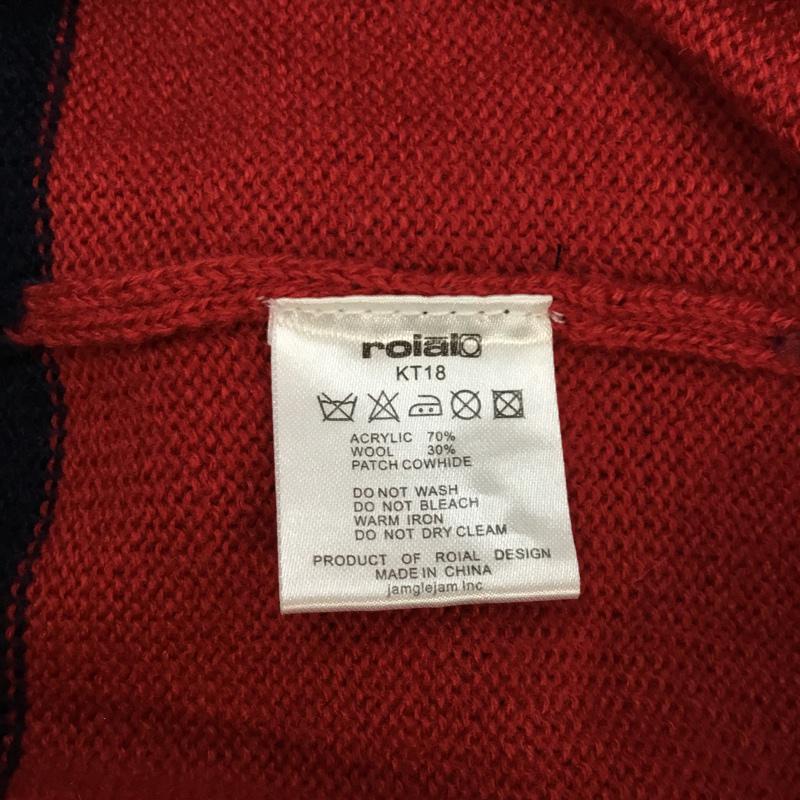 roial
KT18
ACRYLIC 70%
WOOL 30%
PATCH COWHIDE
DO NOT WASH
DO NOT BLEACH
WARM IRON
DO NOT DRY CLEAM
PRODUCT OF ROIAL DESIGN
MADE IN CHINA
jamglejam Inc